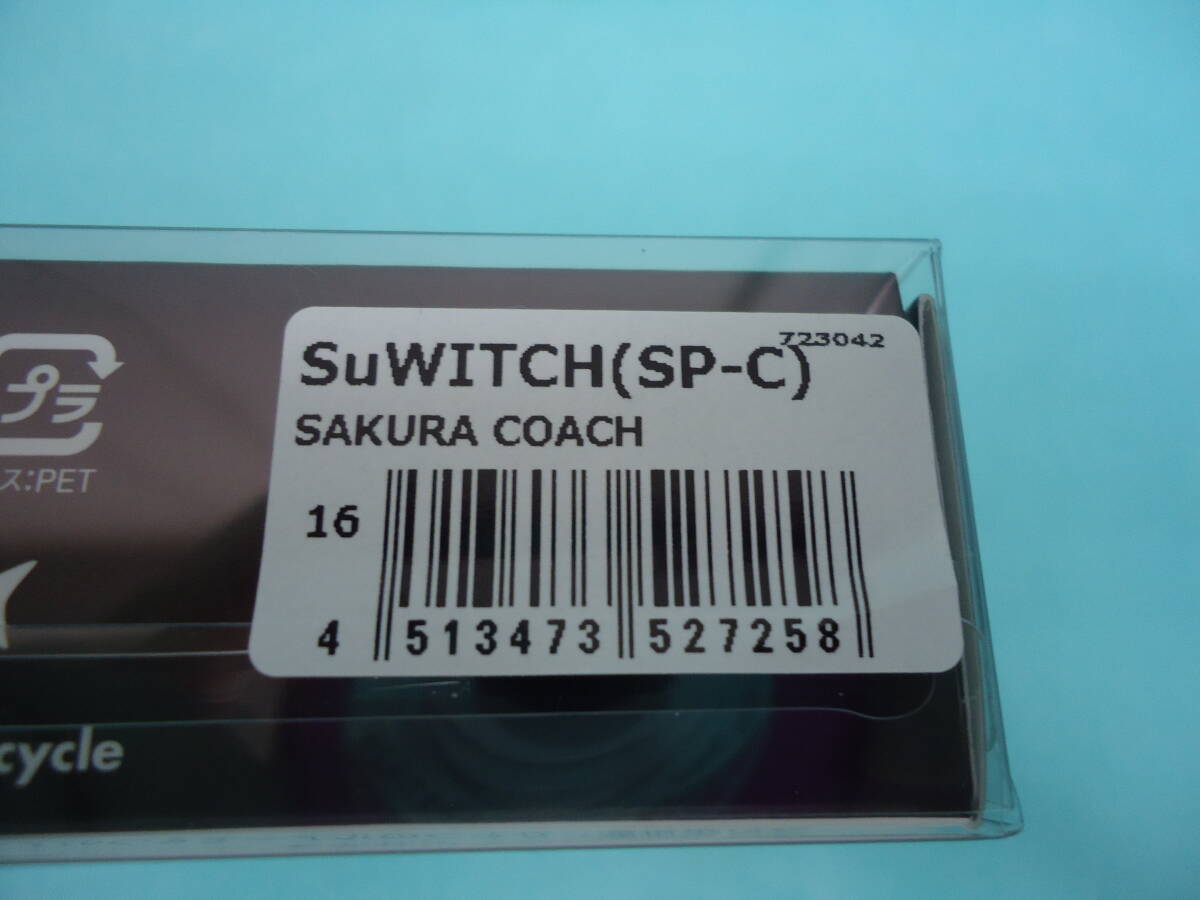 723042
SuWITCH(SP-C)
SAKURA COACH
16
4 513473 527258
プラ
ス:PET
cycle